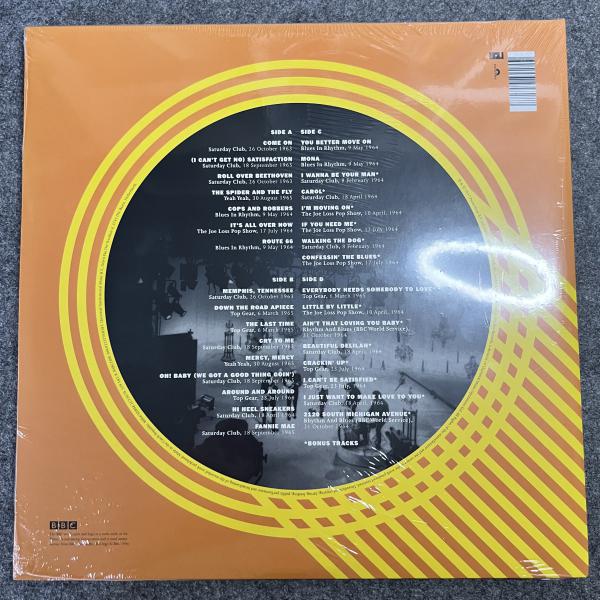 SIDE A
COME ON
Saturday Club, 26 October 1963
(I CAN'T GET NO) SATISFACTION
Saturday Club, 18 September 1965
ROLL OVER BEETHOVEN
Saturday Club, 26 October 1963
THE SPIDER AND THE FLY
Yeah Yeah, 30 August 1965
COPS AND ROBBERS
Blues In Rhythm, 9 May 1964
IT'S ALL OVER NOW
The Joe Loss Pop Show, 17 July 1964
ROUTE 66
Blues In Rhythm, 9 May 1964
SIDE B
MEMPHIS, TENNESSEE
Saturday Club, 26 October 1963
DOWN THE ROAD APIECE
Top Gear, 6 March 1965
THE LAST TIME
Top Gear, 6 March 1965
CRY TO ME
Saturday Club, 18 September 1965
MERCY, MERCY
Yeah Yeah, 30 August 1965
OH! BABY (WE GOT A GOOD THING GOIN')
Saturday Club, 18 September 1965
AROUND AND AROUND
Top Gear, 23 July 1964
HI HEEL SNEAKERS
Saturday Club, 18 April 1964
FANNIE MAE
Saturday Club, 18 September 1965
SIDE C
YOU BETTER MOVE ON
Blues In Rhythm, 9 May 1964
MONA
Blues In Rhythm, 9 May 1964
I WANNA BE YOUR MAN*
Saturday Club, 8 February 1964
CAROL*
Saturday Club, 18 April 1964
I'M MOVING ON*
The Joe Loss Pop Show, 10 April, 1964
IF YOU NEED ME*
The Joe Loss Pop Show, 17 July 1964
WALKING THE DOG*
Saturday Club, 8 February 1964
CONFESSIN' THE BLUES*
The Joe Loss Pop Show, 17 July 1964
SIDE D
EVERYBODY NEEDS SOMEBODY TO LOVE*
Top Gear, 6 March 1965
LITTLE BY LITTLE*
The Joe Loss Pop Show, 10 April, 1964
AIN'T THAT LOVING YOU BABY*
Rhythm And Blues (BBC World Service),
31 October 1964
BEAUTIFUL DELILAH*
Saturday Club, 18 April 1964
CRACKIN' UP*
Top Gear, 23 July 1964
I CAN'T BE SATISFIED*
Top Gear, 23 July, 1964
I JUST WANT TO MAKE LOVE TO YOU*
Saturday Club, 18 April, 1964
2120 SOUTH MICHIGAN AVENUE*
Rhythm And Blues (BBC World Service),
31 October 1964
*BONUS TRACKS
BBC